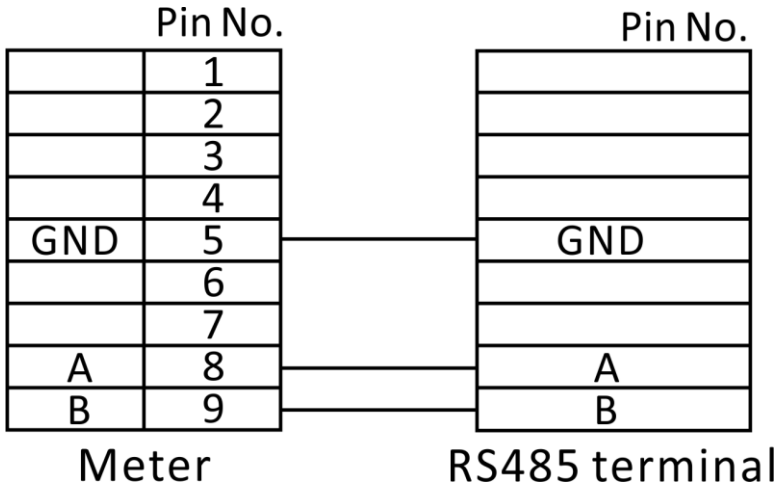 Pin No.
Pin No.
1
2
3
4
GND 5 GND
6
7
A 8 A
B 9 B
Meter
RS485 terminal